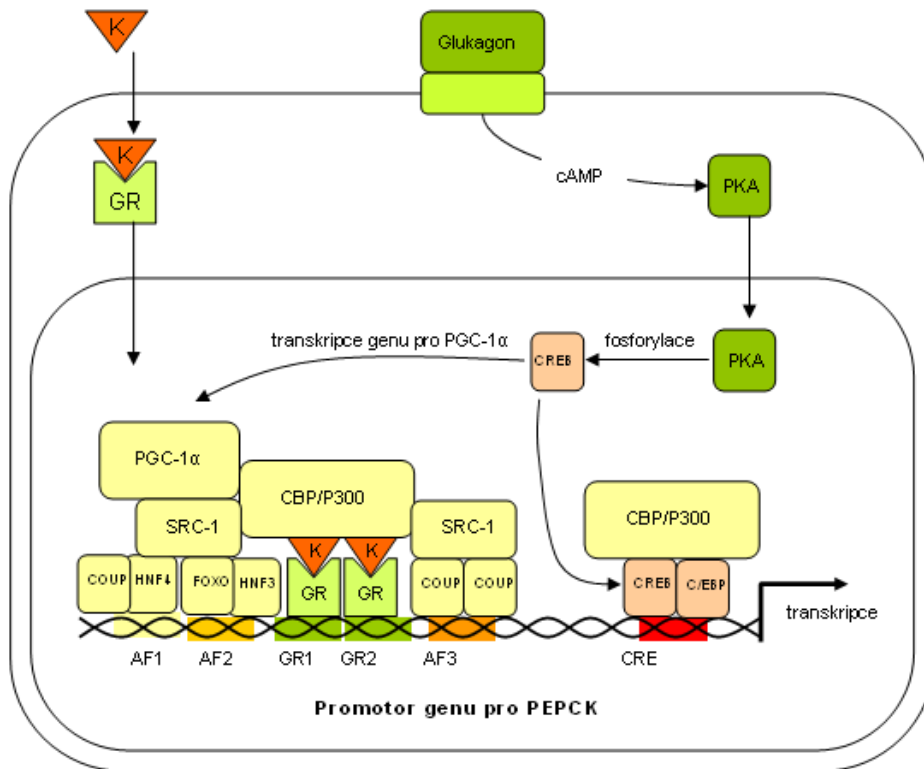 K
Glukagon
K
GR
cAMP
PKA
transkripce genu pro PGC-1α
CREB
fosforylace
PKA
PGC-1α
CBP/P300
SRC-1
SRC-1
CBP/P300
K K
COUP HNF4 FOXO HNF3 GR GR COUP COUP CREB C/EBP
transkripce
AF1 AF2 GR1 GR2 AF3 CRE
Promotor genu pro PEPCK